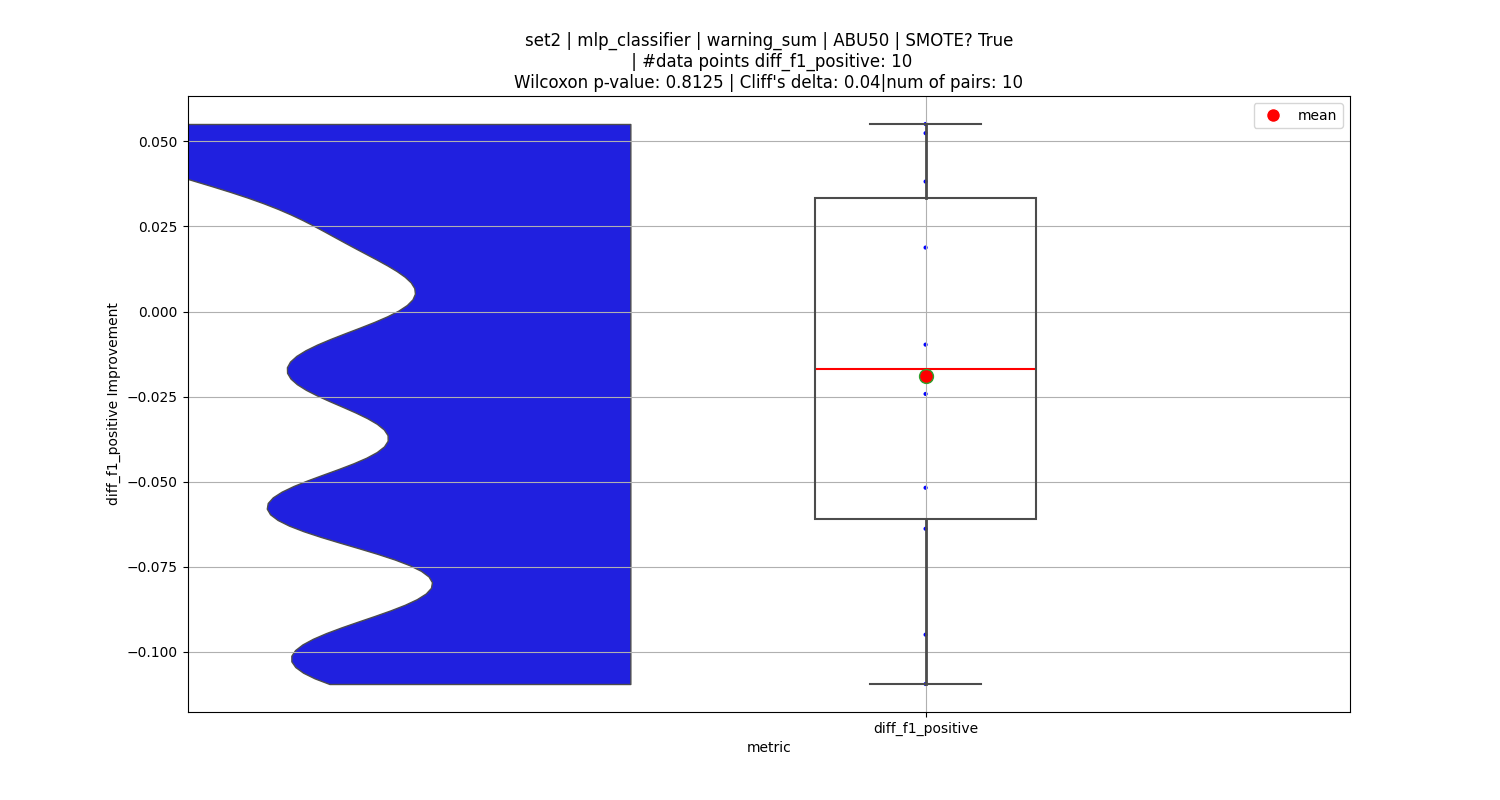 set2 | mlp_classifier | warning_sum | ABU50 | SMOTE? True
| #data points diff_f1_positive: 10
Wilcoxon p-value: 0.8125 | Cliff's delta: 0.04|num of pairs: 10
mean
0.050
0.025
0.000
−0.025
−0.050
−0.075
−0.100
diff_f1_positive Improvement
diff_f1_positive
metric